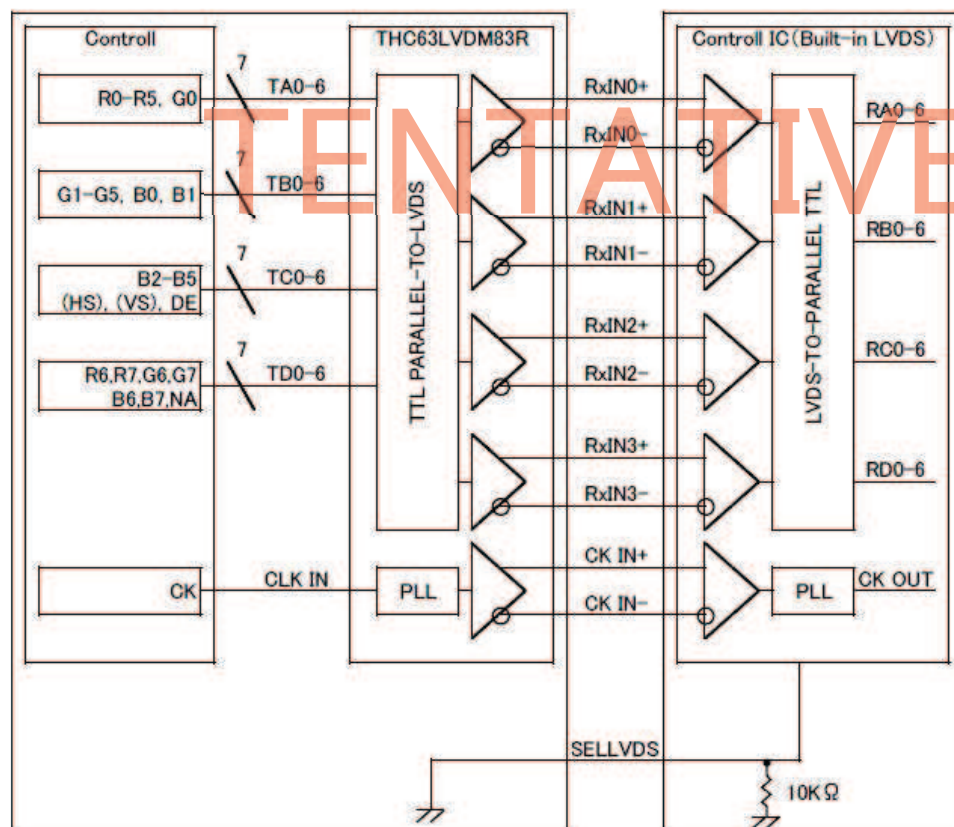 Controll
THC63LVDM83R
Controll IC(Built-in LVDS)
7
R0-R5, G0
TA0-6
RxIN0+
RA0-6
TENTATIVE
RxIN0-
7
G1-G5, B0, B1
TB0-6
RxIN1+
RB0-6
RxIN1-
7
B2-B5
(HS), (VS), DE
TC0-6
RxIN2+
RC0-6
RxIN2-
7
R6,R7,G6,G7
B6,B7,NA
TD0-6
RxIN3+
RD0-6
RxIN3-
TTL PARALLEL-TO-LVDS
LVDS-TO-PARALLEL TTL
CK
CLK IN
PLL
CK IN+
CK IN-
PLL
CK OUT
SELLVDS
10KΩ